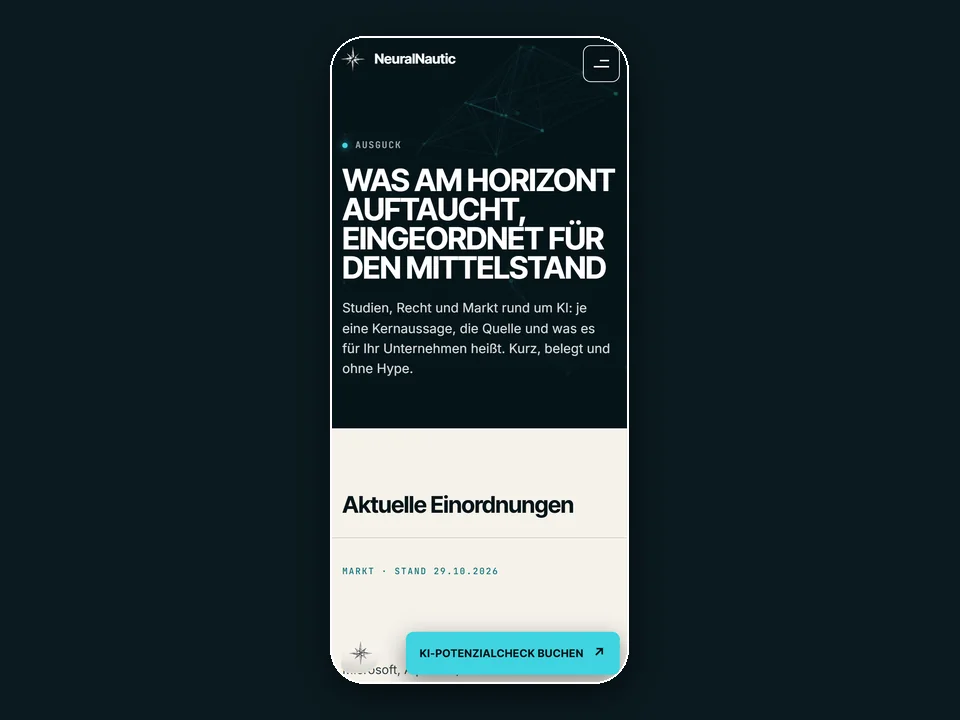 NeuralNautic
AUSGUCK
WAS AM HORIZONT
AUFTAUCHT,
EINGEORDNET FÜR
DEN MITTELSTAND
Studien, Recht und Markt rund um KI: je
eine Kernaussage, die Quelle und was es
für Ihr Unternehmen heißt. Kurz, belegt und
ohne Hype.
Aktuelle Einordnungen
MARKT · STAND 29.10.2026
KI-POTENZIALCHECK BUCHEN